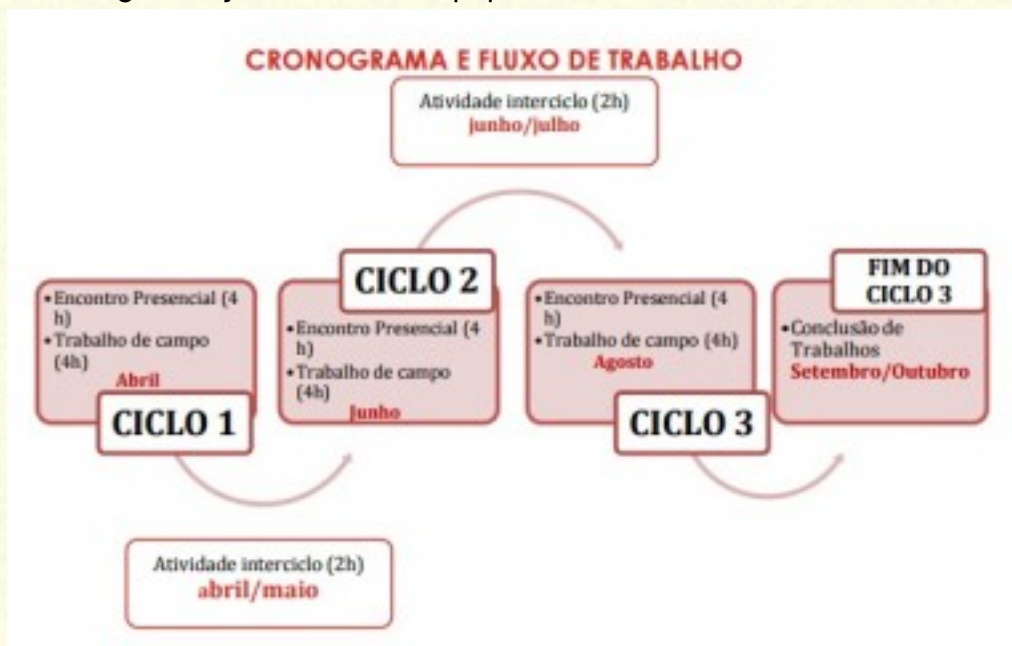 CRONOGRAMA E FLUXO DE TRABALHO
Atividade interciclo (2h)
junho/julho
•Encontro Presencial (4
h)
•Trabalho de campo
(4h)
Abril
CICLO 1
CICLO 2
•Encontro Presencial (4
h)
•Trabalho de campo
(4h)
Junho
•Encontro Presencial (4
h)
•Trabalho de campo (4h)
Agosto
CICLO 3
FIM DO
CICLO 3
•Conclusão de
Trabalhos
Setembro/Outubro
Atividade interciclo (2h)
abril/maio